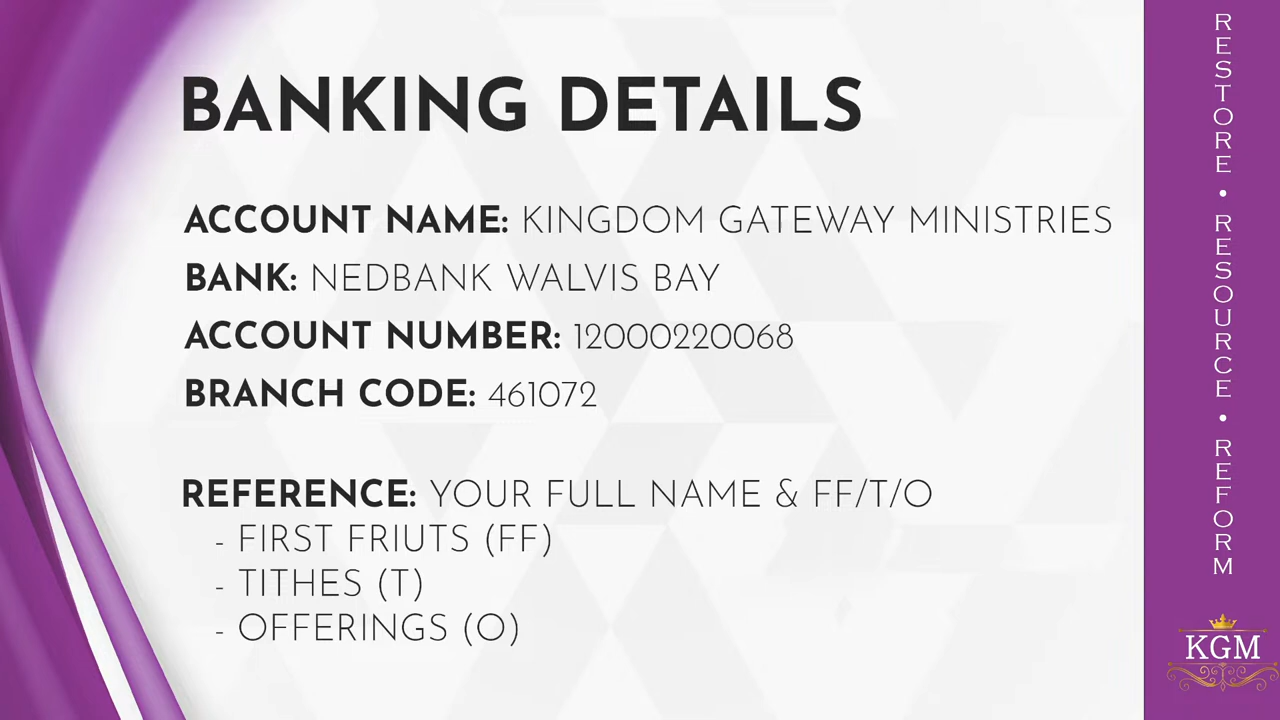 BANKING DETAILS
ACCOUNT NAME: KINGDOM GATEWAY MINISTRIES
BANK: NEDBANK WALVIS BAY
ACCOUNT NUMBER: 12000220068
BRANCH CODE: 461072
REFERENCE: YOUR FULL NAME & FF/T/O
- FIRST FRIUTS (FF)
- TITHES (T)
- OFFERINGS (O)
RESTORE • RESOURCE • REFORM
KGM